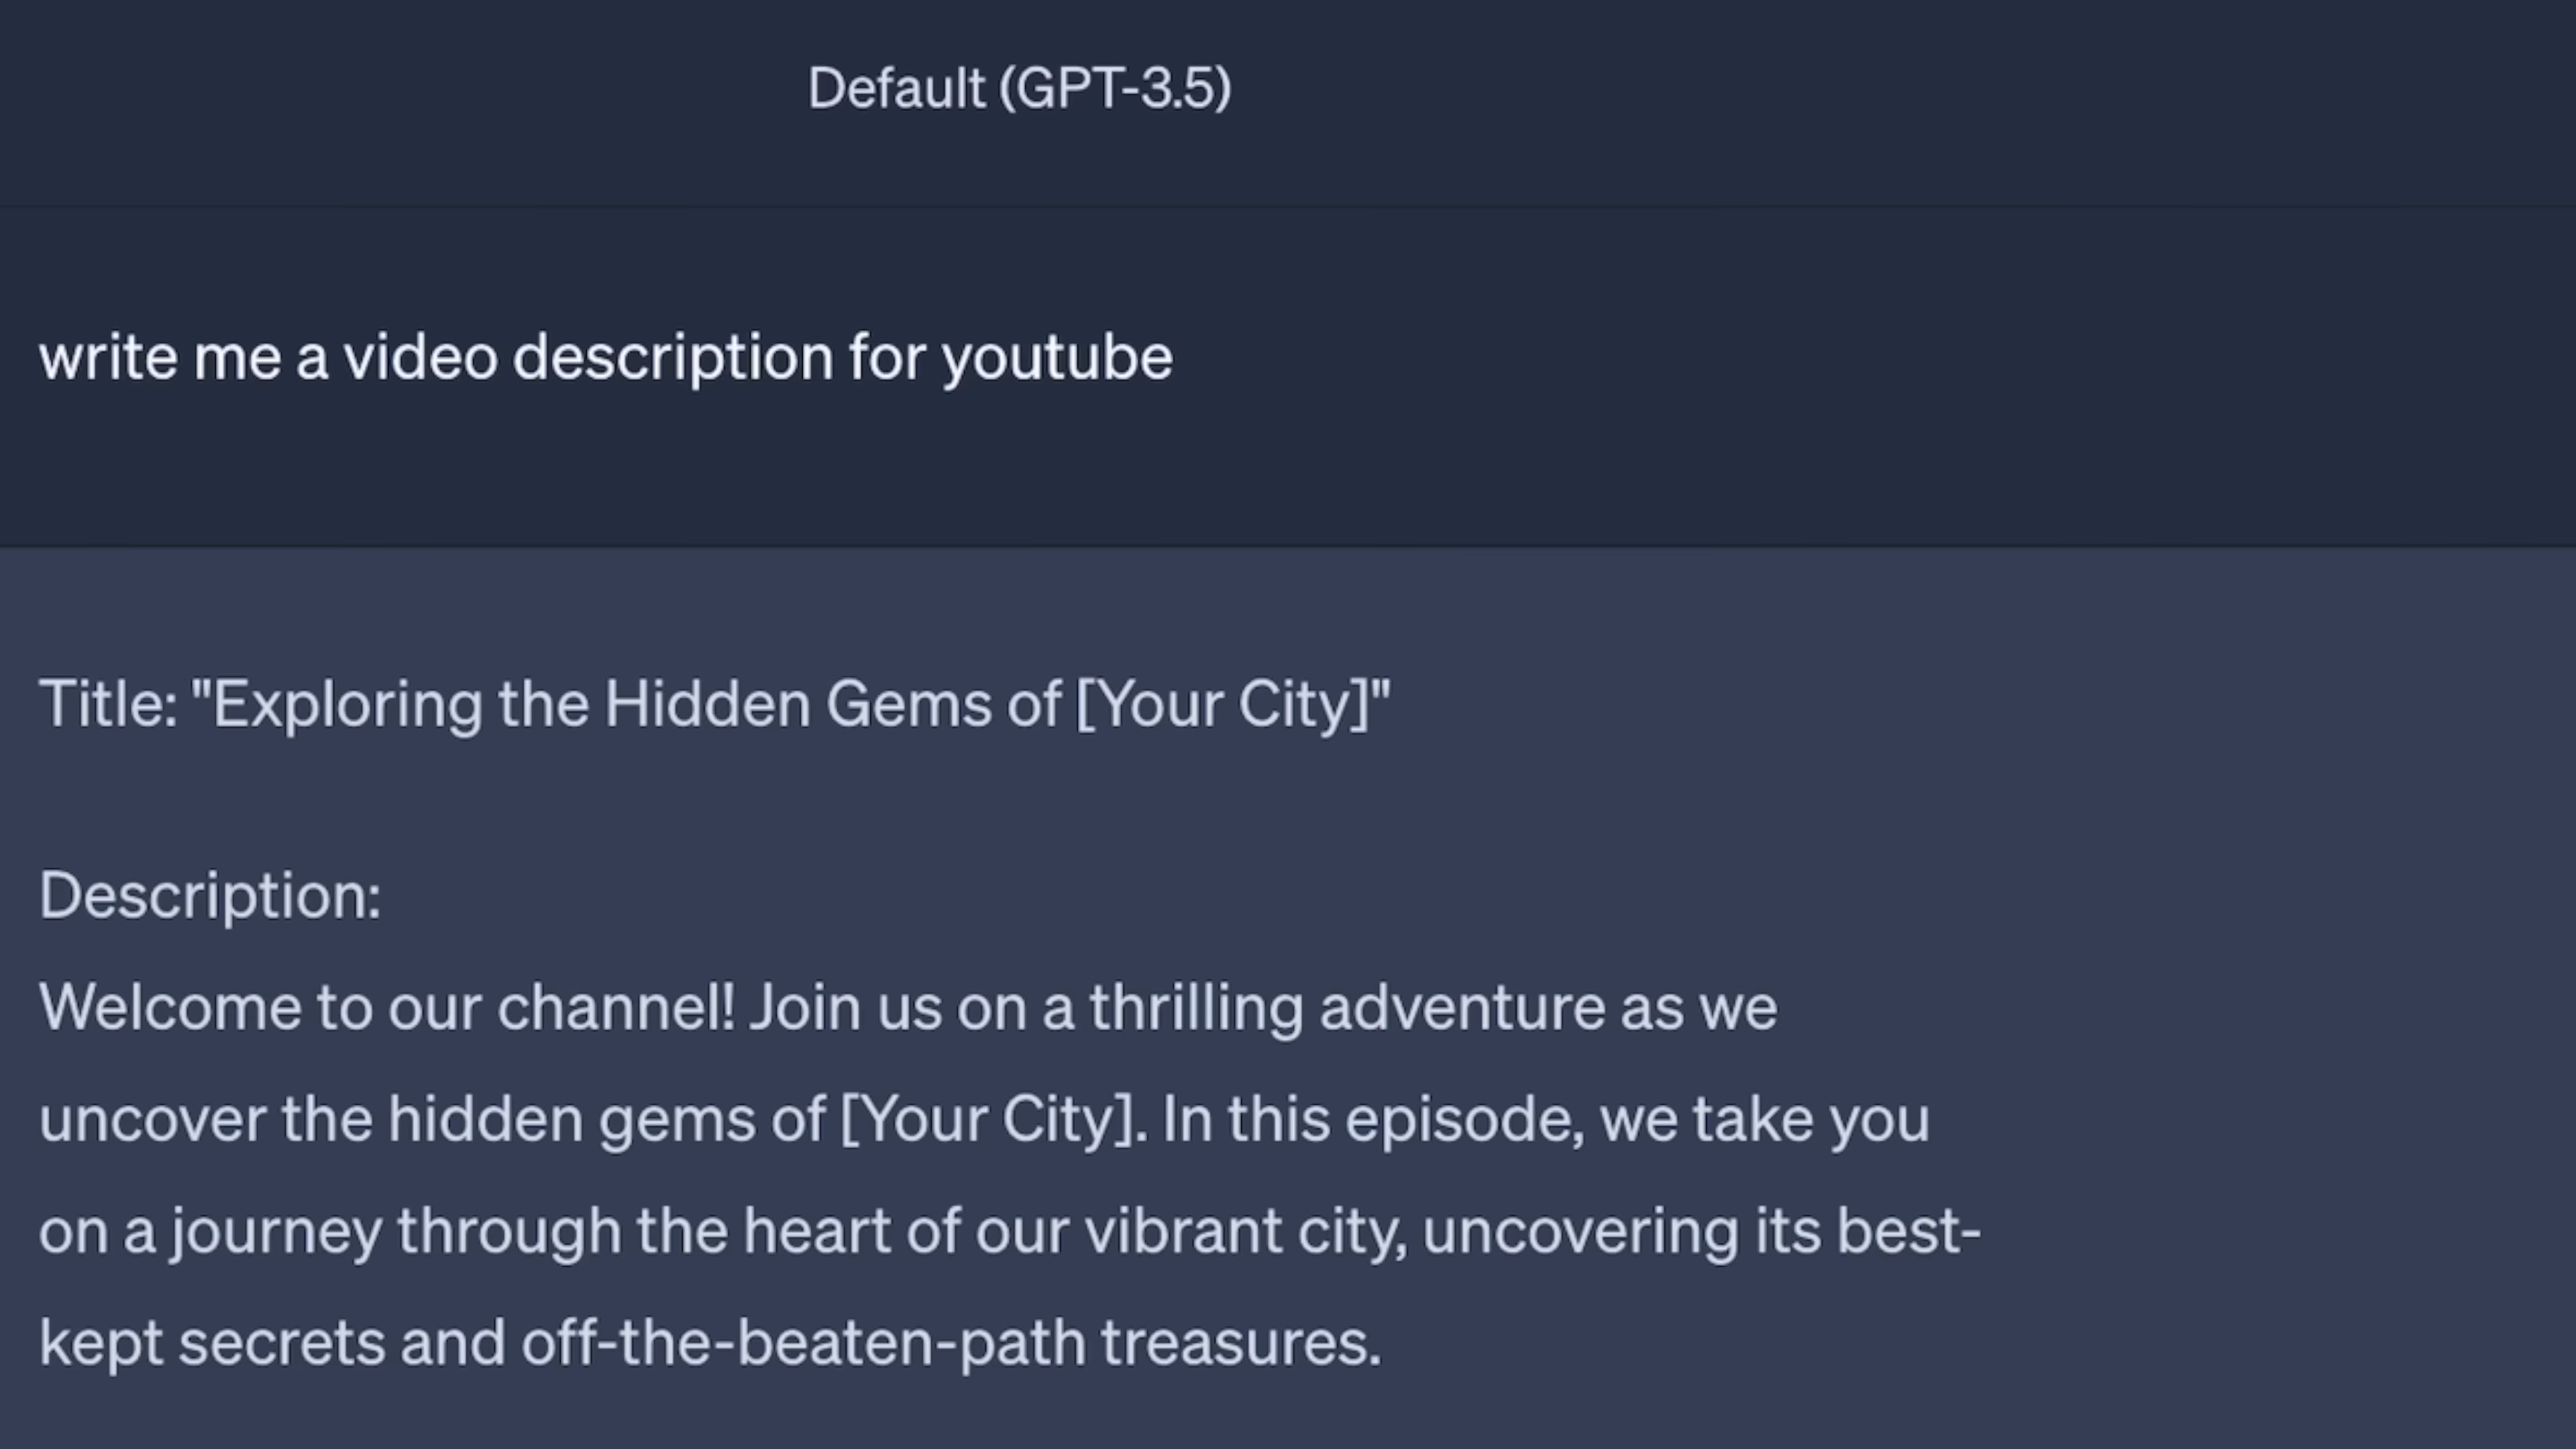 Default (GPT-3.5)
write me a video description for youtube
Title: "Exploring the Hidden Gems of [Your City]"
Description:
Welcome to our channel! Join us on a thrilling adventure as we
uncover the hidden gems of [Your City]. In this episode, we take you
on a journey through the heart of our vibrant city, uncovering its best-
kept secrets and off-the-beaten-path treasures.